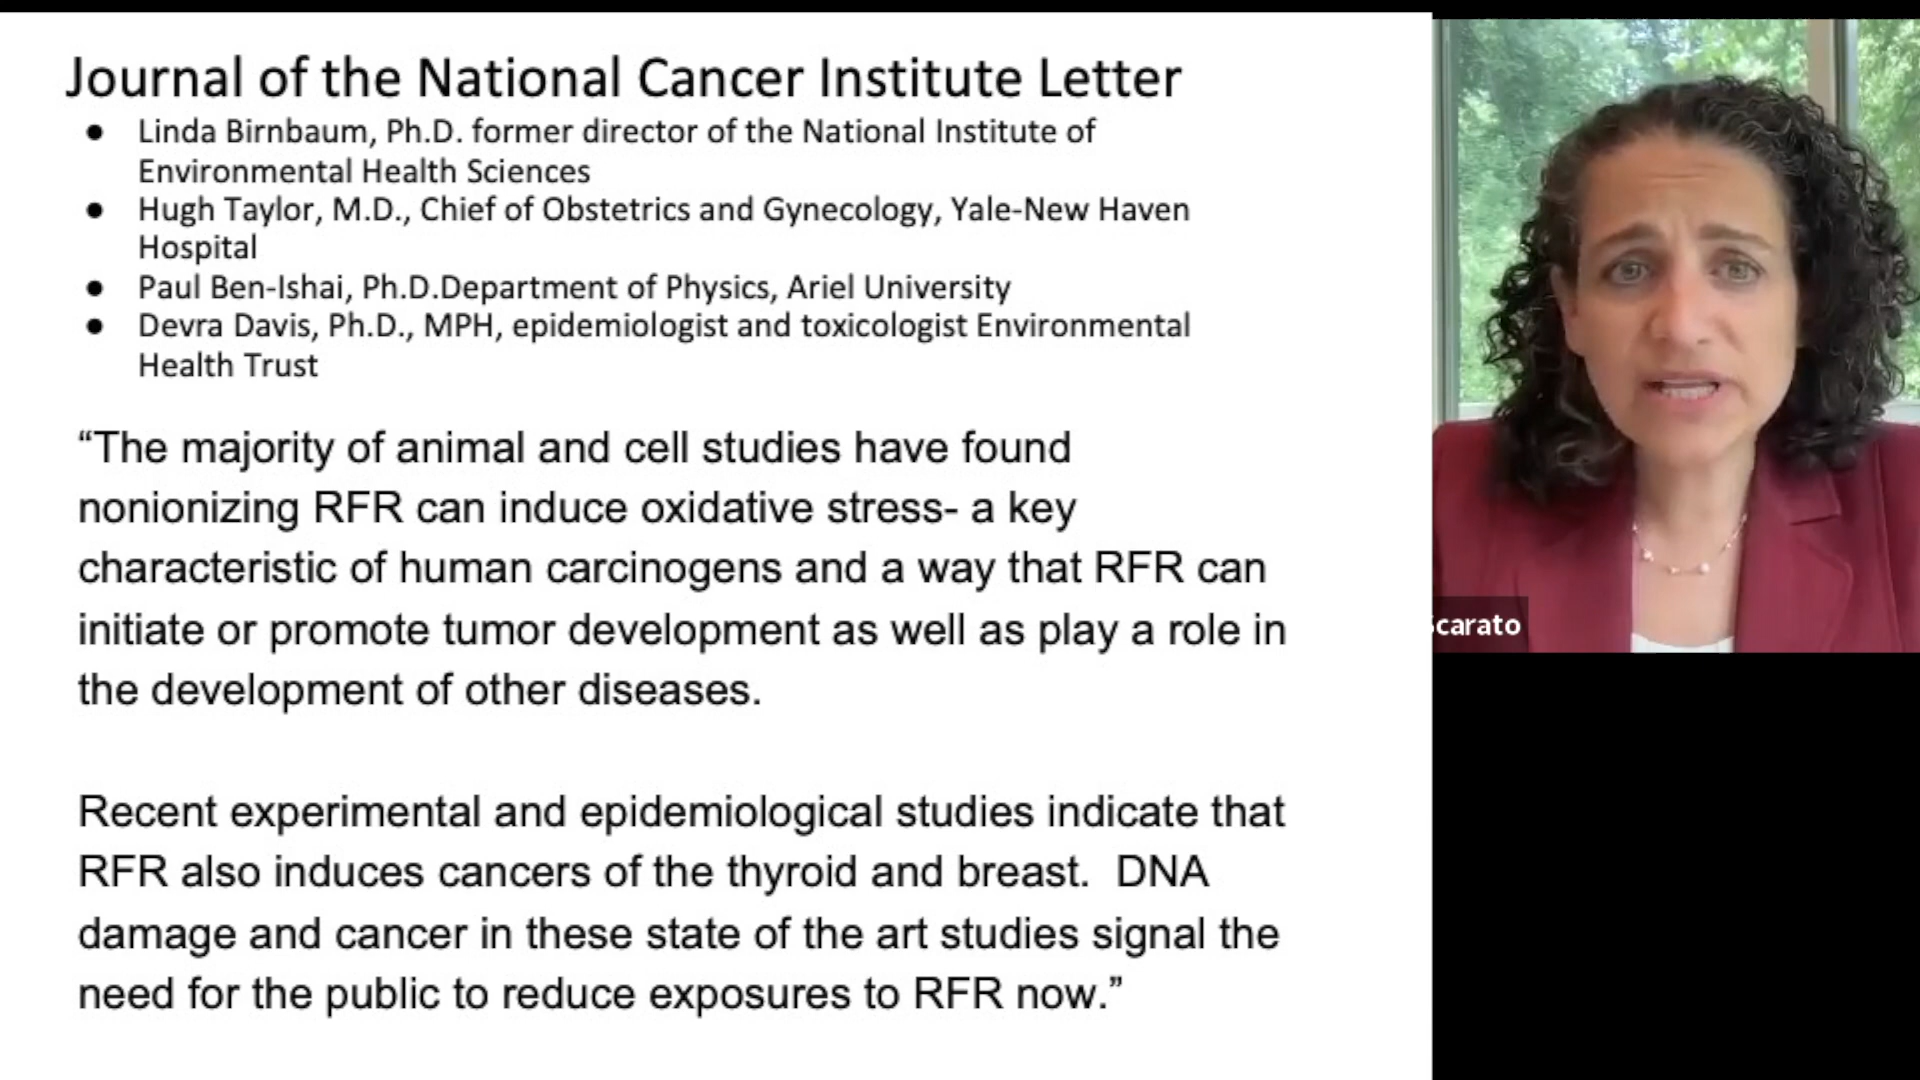 Journal of the National Cancer Institute Letter
● Linda Birnbaum, Ph.D. former director of the National Institute of
Environmental Health Sciences
● Hugh Taylor, M.D., Chief of Obstetrics and Gynecology, Yale-New Haven
Hospital
● Paul Ben-Ishai, Ph.D.Department of Physics, Ariel University
● Devra Davis, Ph.D., MPH, epidemiologist and toxicologist Environmental
Health Trust
“The majority of animal and cell studies have found
nonionizing RFR can induce oxidative stress- a key
characteristic of human carcinogens and a way that RFR can
initiate or promote tumor development as well as play a role in
the development of other diseases.
Recent experimental and epidemiological studies indicate that
RFR also induces cancers of the thyroid and breast.  DNA
damage and cancer in these state of the art studies signal the
need for the public to reduce exposures to RFR now.”
Scarato